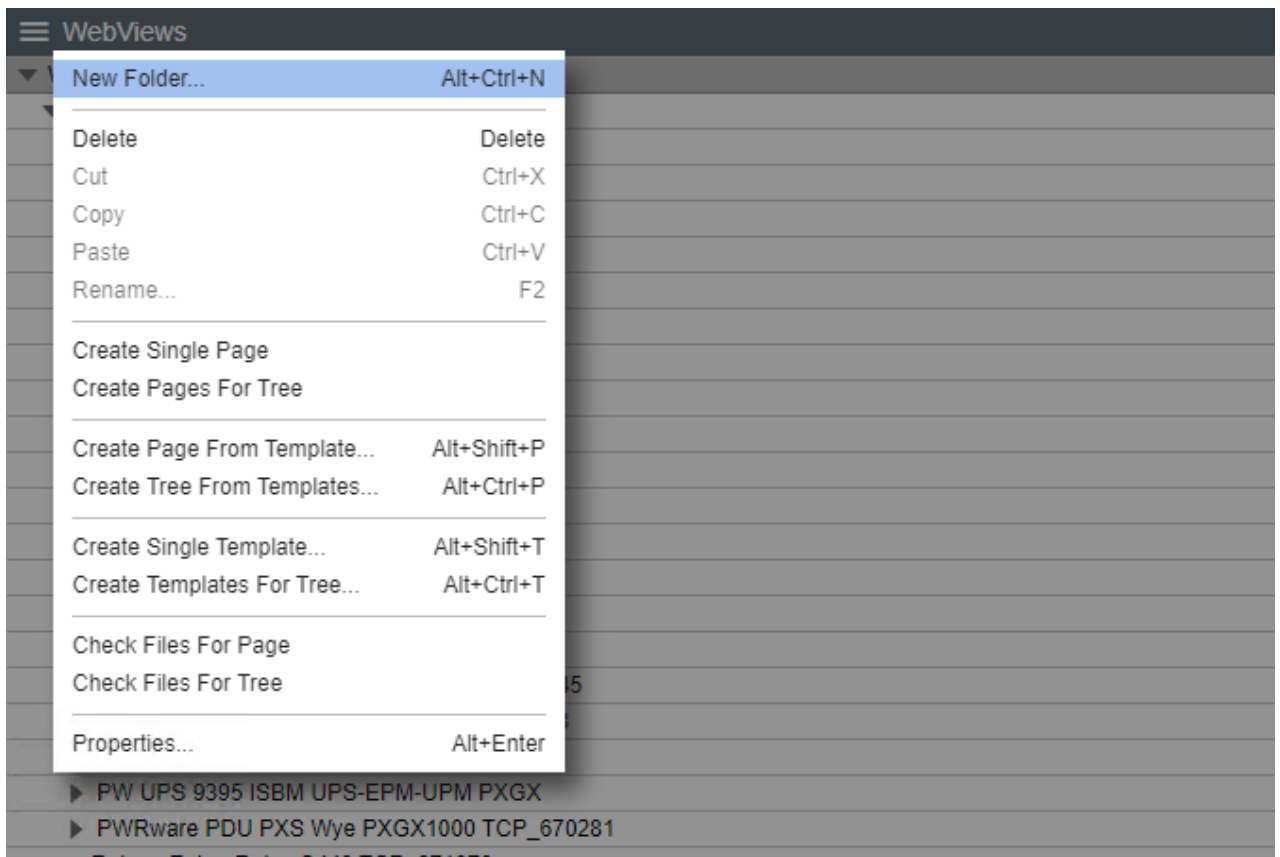 WebViews
New Folder... Alt+Ctrl+N
Delete Delete
Cut Ctrl+X
Copy Ctrl+C
Paste Ctrl+V
Rename... F2
Create Single Page
Create Pages For Tree
Create Page From Template... Alt+Shift+P
Create Tree From Templates... Alt+Ctrl+P
Create Single Template... Alt+Shift+T
Create Templates For Tree... Alt+Ctrl+T
Check Files For Page
Check Files For Tree
Properties... Alt+Enter
PW UPS 9395 ISBM UPS-EPM-UPM PXGX
PWRware PDU PXS Wye PXGX1000 TCP_670281